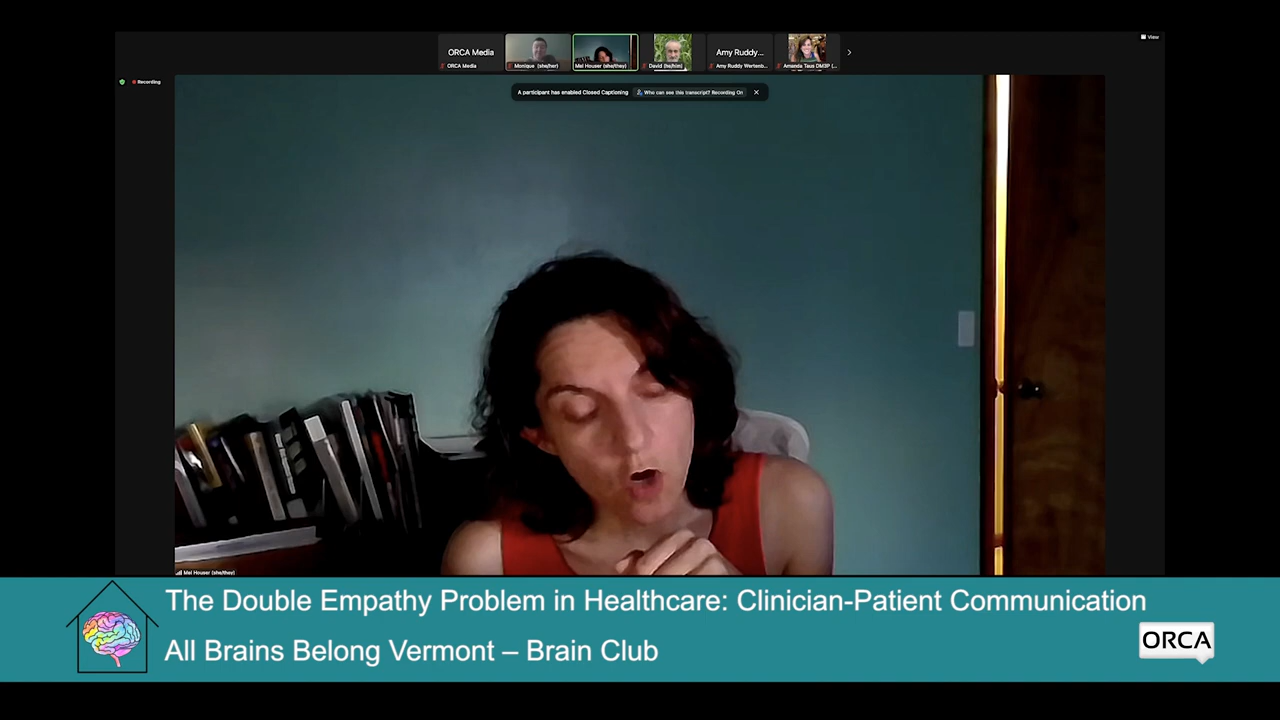 View
ORCA Media
Amy Ruddy...
ORCA Media
Monique (she/her)
Mel Houser (she/they)
David (he/him)
Amy Ruddy Wertenb...
Amanda Taus DM3P (...
Recording
A participant has enabled Closed Captioning
Who can see this transcript? Recording On
Mel Houser (she/they)
The Double Empathy Problem in Healthcare: Clinician-Patient Communication
All Brains Belong Vermont – Brain Club
ORCA